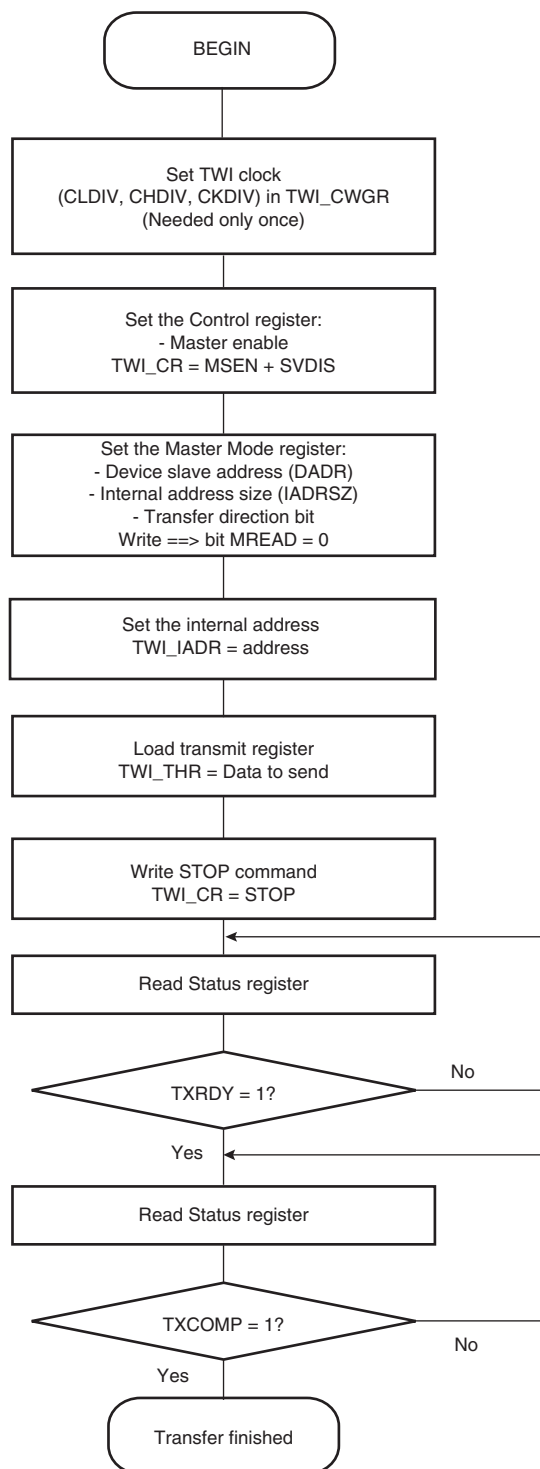 BEGIN
Set TWI clock
(CLDIV, CHDIV, CKDIV) in TWI_CWGR
(Needed only once)
Set the Control register:
- Master enable
TWI_CR = MSEN + SVDIS
Set the Master Mode register:
- Device slave address (DADR)
- Internal address size (IADRSZ)
- Transfer direction bit
Write ==> bit MREAD = 0
Set the internal address
TWI_IADR = address
Load transmit register
TWI_THR = Data to send
Write STOP command
TWI_CR = STOP
Read Status register
TXRDY = 1?
No
Yes
Read Status register
TXCOMP = 1?
No
Yes
Transfer finished